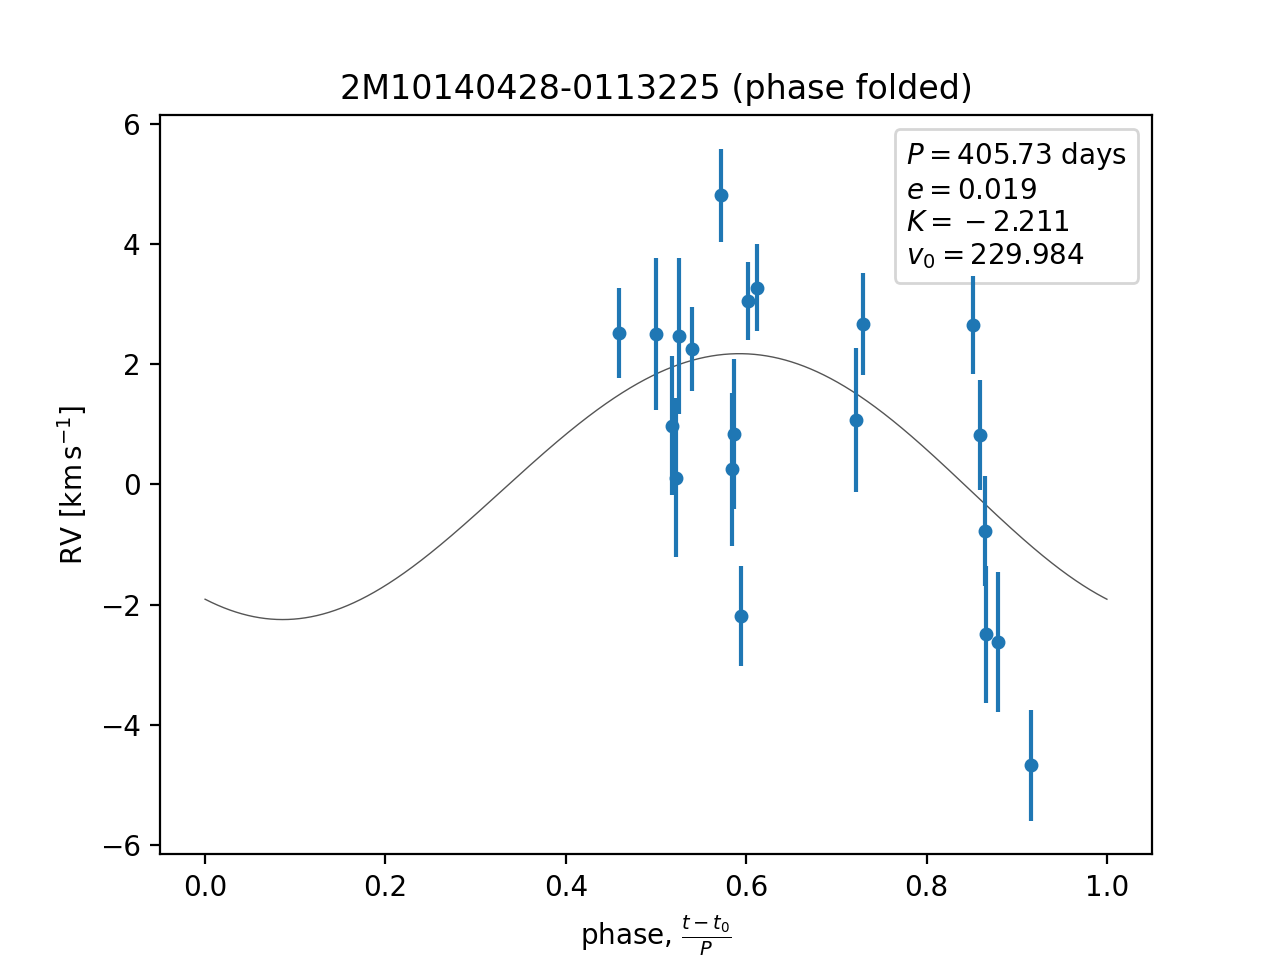 2M10140428-0113225 (phase folded)
P = 405.73 days
e = 0.019
K = −2.211
v₀ = 229.984
6
4
2
0
−2
−4
−6
RV [km s⁻¹]
0.0 0.2 0.4 0.6 0.8 1.0
phase, (t − t₀)/P